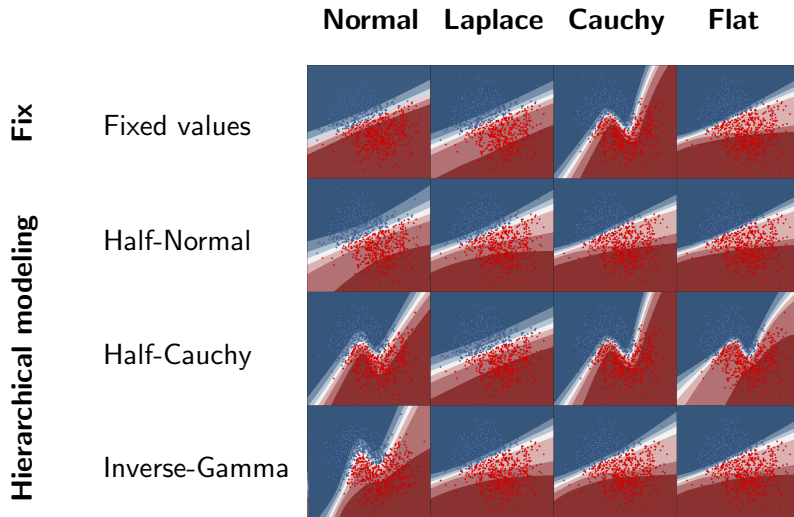 Normal Laplace Cauchy Flat
Fix
Fixed values
Hierarchical modeling
Half-Normal
Half-Cauchy
Inverse-Gamma